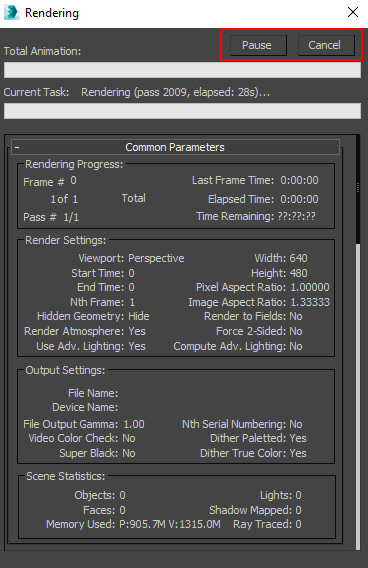 Rendering
Pause Cancel
Total Animation:
Current Task: Rendering (pass 2009, elapsed: 28s)...
- Common Parameters
Rendering Progress:
Frame # 0 Last Frame Time: 0:00:00
1 of 1 Total Elapsed Time: 0:00:00
Pass # 1/1 Time Remaining: ??:??:??
Render Settings:
Viewport: Perspective Width: 640
Start Time: 0 Height: 480
End Time: 0 Pixel Aspect Ratio: 1.00000
Nth Frame: 1 Image Aspect Ratio: 1.33333
Hidden Geometry: Hide Render to Fields: No
Render Atmosphere: Yes Force 2-Sided: No
Use Adv. Lighting: Yes Compute Adv. Lighting: No
Output Settings:
File Name:
Device Name:
File Output Gamma: 1.00 Nth Serial Numbering: No
Video Color Check: No Dither Paletted: Yes
Super Black: No Dither True Color: Yes
Scene Statistics:
Objects: 0 Lights: 0
Faces: 0 Shadow Mapped: 0
Memory Used: P:905.7M V:1315.0M Ray Traced: 0